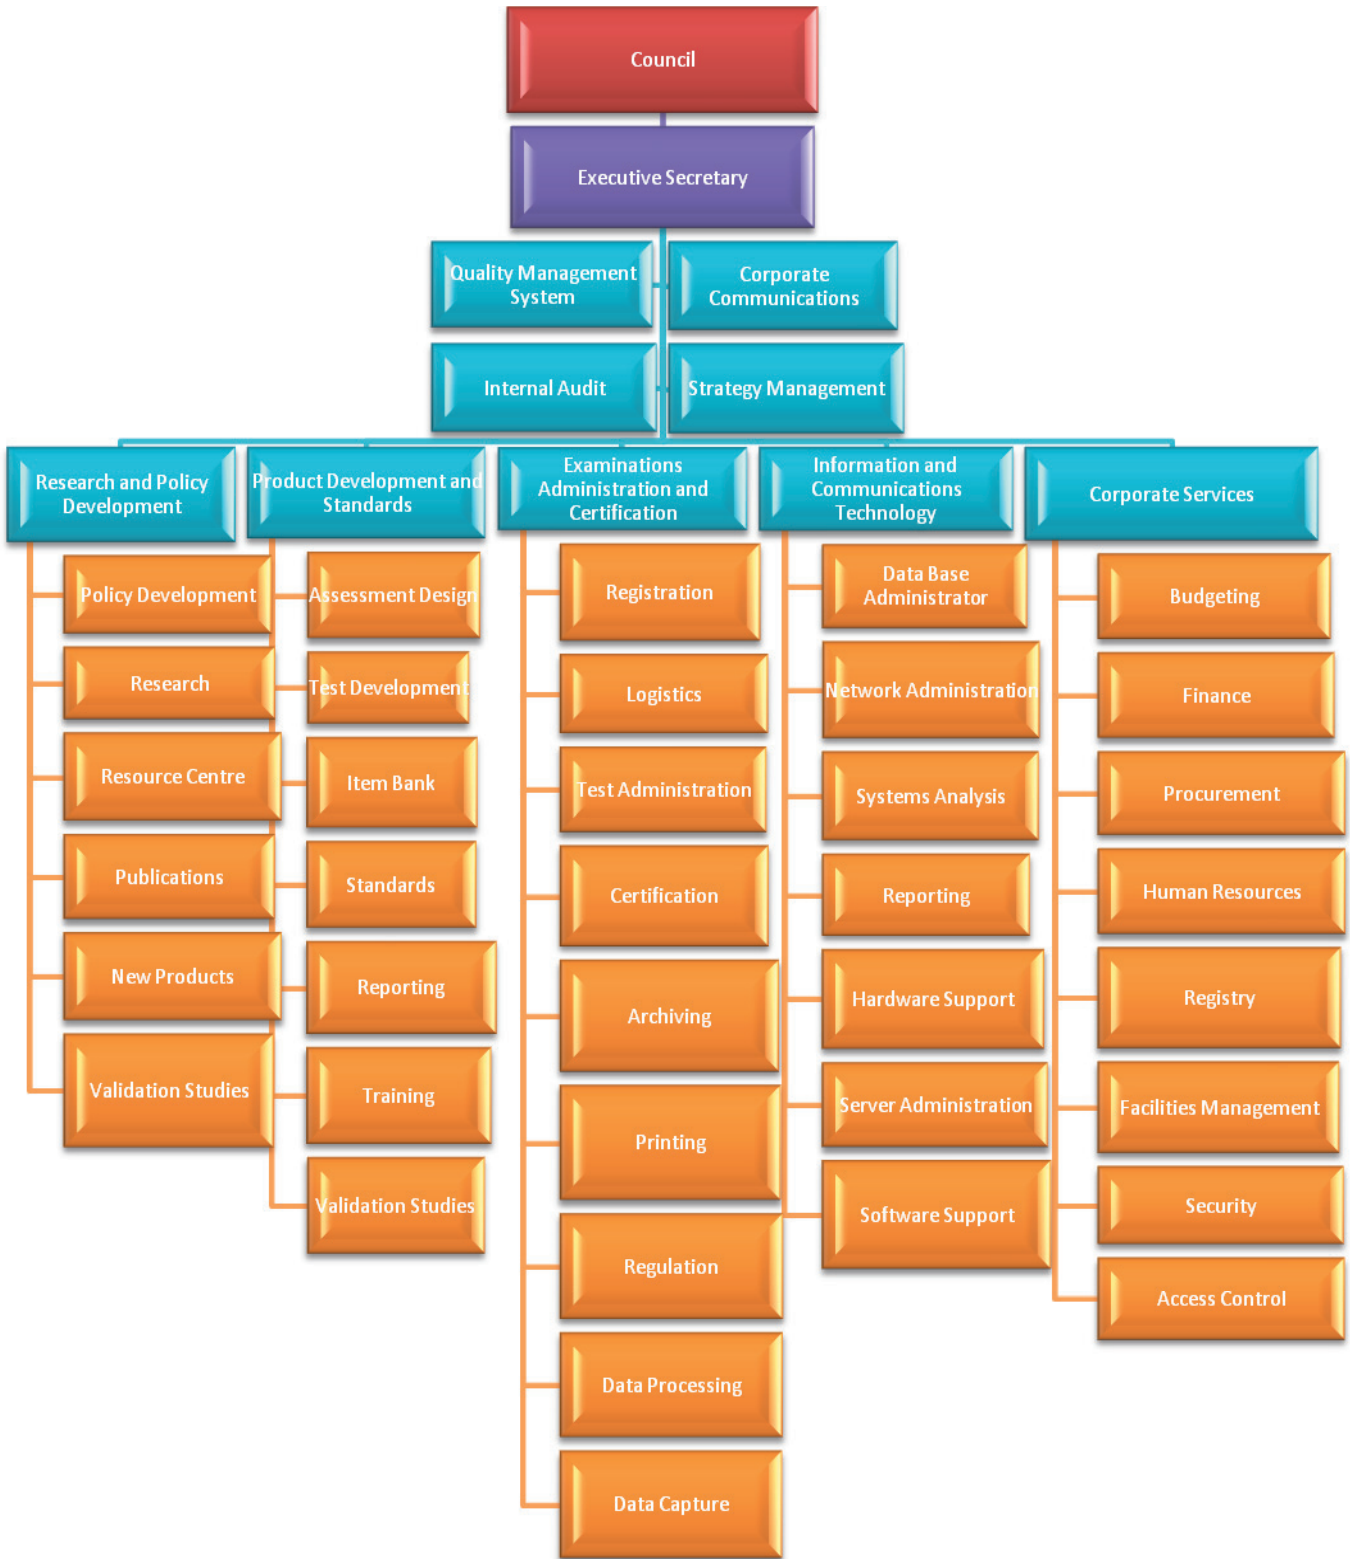 Council
Executive Secretary
Quality Management
System
Corporate
Communications
Internal Audit
Strategy Management
Research and Policy
Development
Product Development and
Standards
Examinations
Administration and
Certification
Information and
Communications
Technology
Corporate Services
Policy Development
Research
Resource Centre
Publications
New Products
Validation Studies
Assessment Design
Test Development
Item Bank
Standards
Reporting
Training
Validation Studies
Registration
Logistics
Test Administration
Certification
Archiving
Printing
Regulation
Data Processing
Data Capture
Data Base
Administrator
Network Administration
Systems Analysis
Reporting
Hardware Support
Server Administration
Software Support
Budgeting
Finance
Procurement
Human Resources
Registry
Facilities Management
Security
Access Control